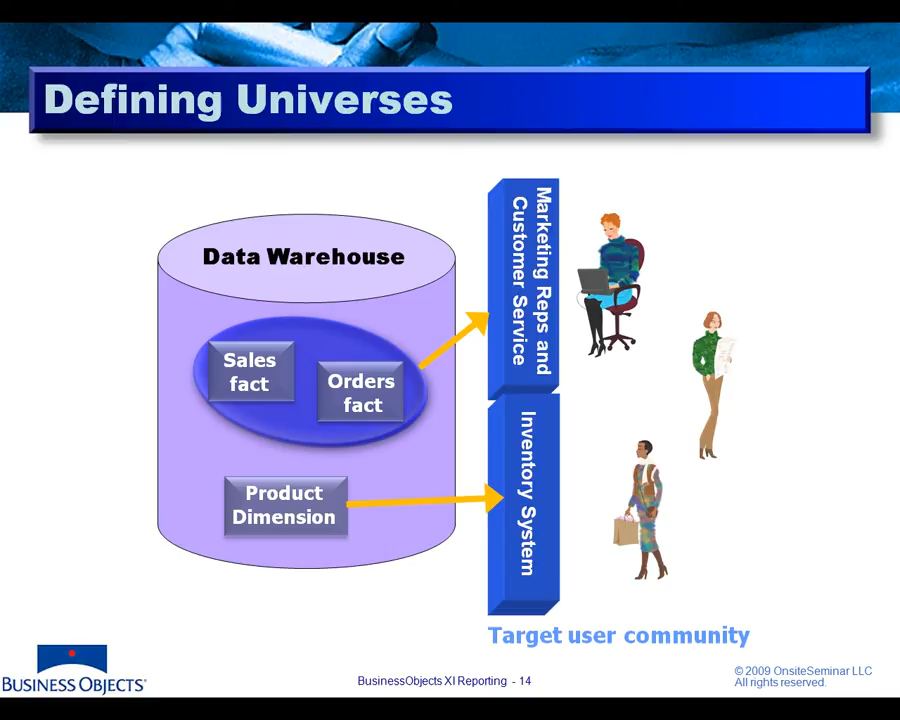 Defining Universes
Data Warehouse
Sales
fact
Orders
fact
Product
Dimension
Marketing Reps and
Customer Service
Inventory System
Target user community
BUSINESS OBJECTS®
BusinessObjects XI Reporting - 14
© 2009 OnsiteSeminar LLC
All rights reserved.